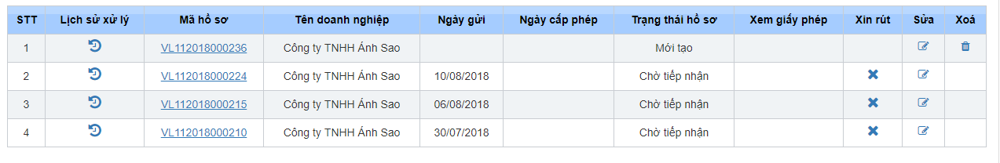 STT Lịch sử xử lý Mã hồ sơ Tên doanh nghiệp Ngày gửi Ngày cấp phép Trạng thái hồ sơ Xem giấy phép Xin rút Sửa Xoá
1 VL112018000236 Công ty TNHH Ánh Sao Mới tạo
2 VL112018000224 Công ty TNHH Ánh Sao 10/08/2018 Chờ tiếp nhận
3 VL112018000215 Công ty TNHH Ánh Sao 06/08/2018 Chờ tiếp nhận
4 VL112018000210 Công ty TNHH Ánh Sao 30/07/2018 Chờ tiếp nhận